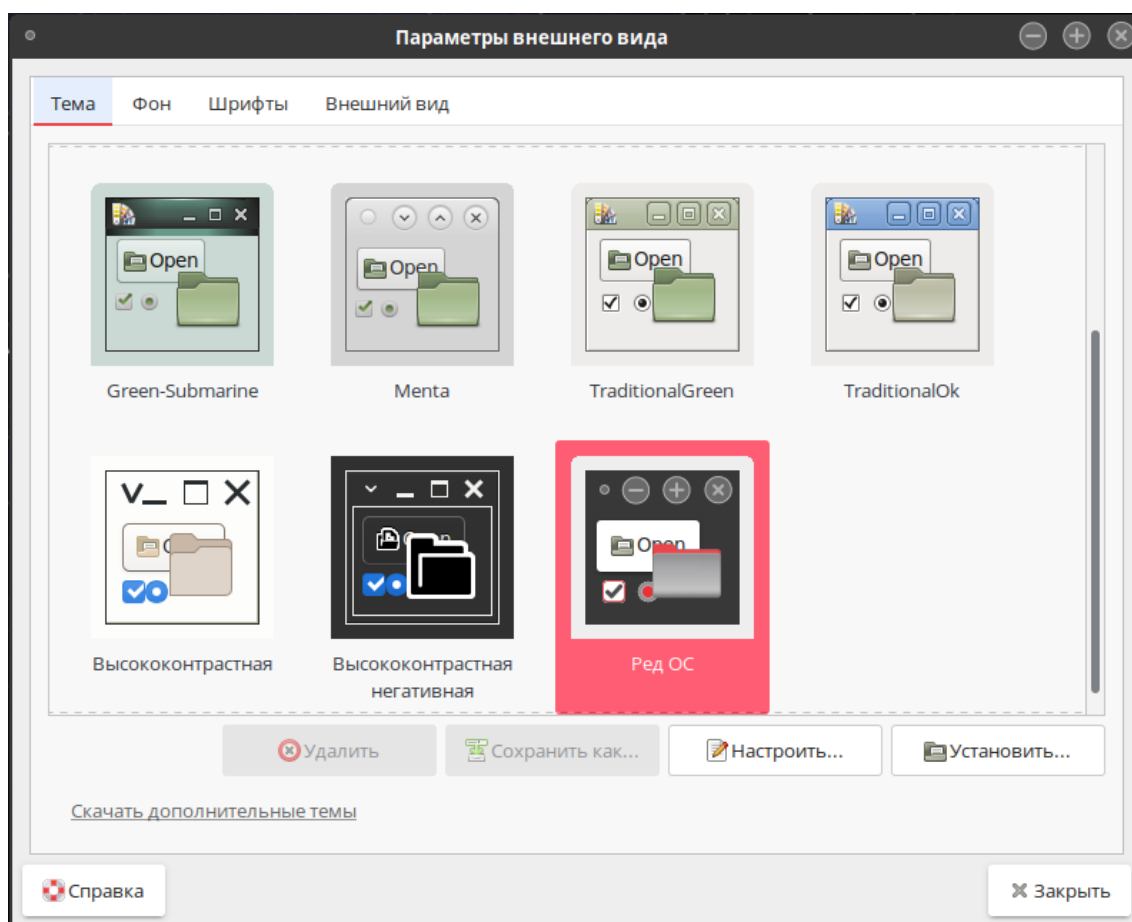 Параметры внешнего вида
Тема Фон Шрифты Внешний вид
Open Open Open Open
Green-Submarine Menta TraditionalGreen TraditionalOk
Open
Высококонтрастная Высококонтрастная негативная Ред ОС
Удалить Сохранить как... Настроить... Установить...
Скачать дополнительные темы
Справка Закрыть